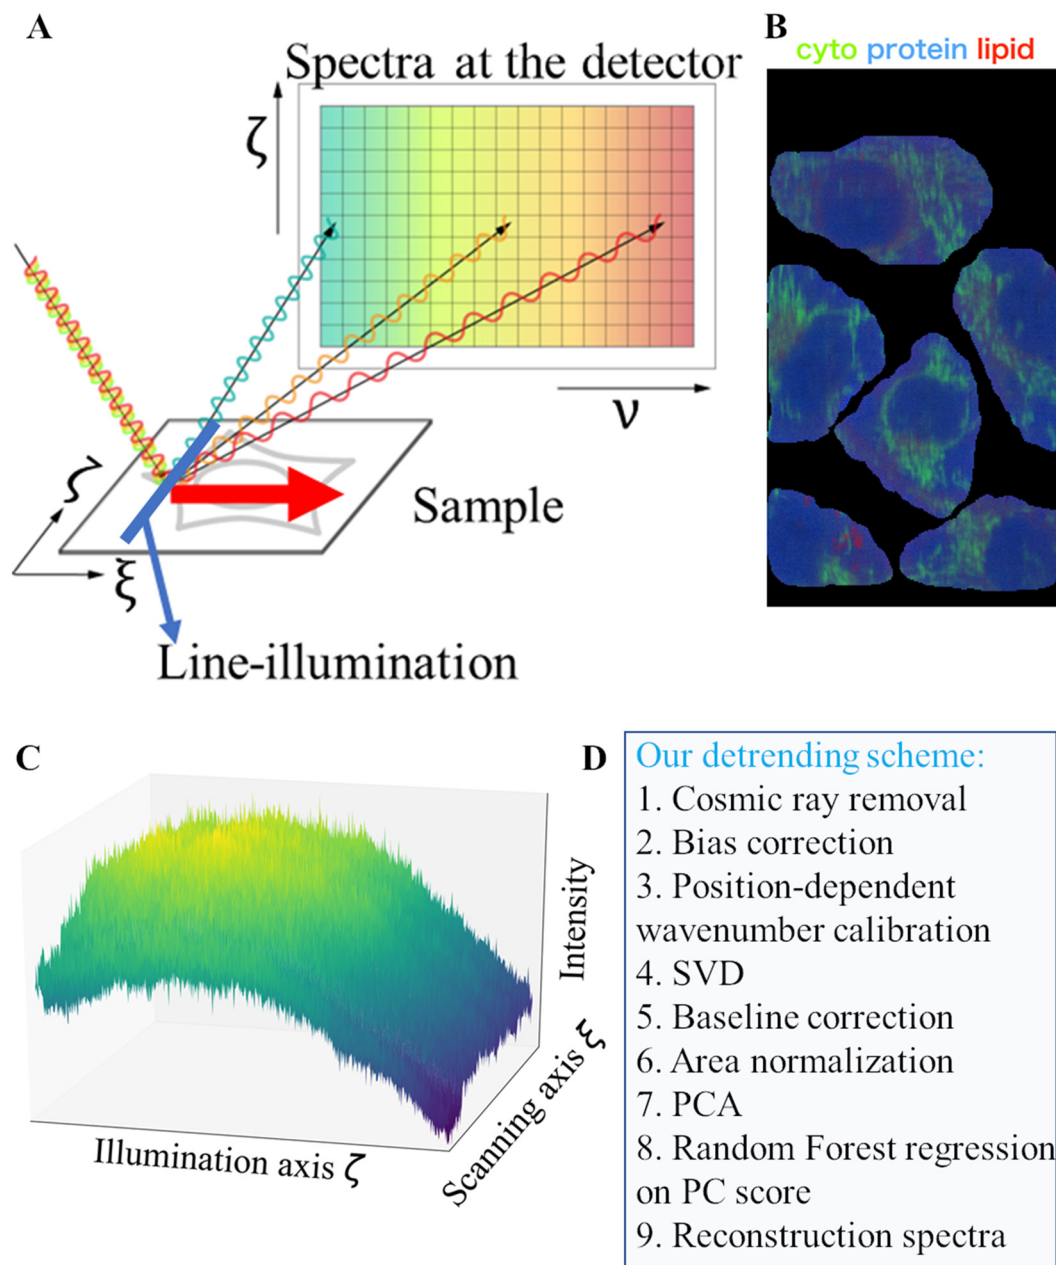 A
Spectra at the detector
ζ
ν
ζ
ξ
Sample
Line-illumination
B
cyto protein lipid
C
Intensity
Illumination axis ζ
Scanning axis ξ
D
Our detrending scheme:
1. Cosmic ray removal
2. Bias correction
3. Position-dependent
wavenumber calibration
4. SVD
5. Baseline correction
6. Area normalization
7. PCA
8. Random Forest regression
on PC score
9. Reconstruction spectra